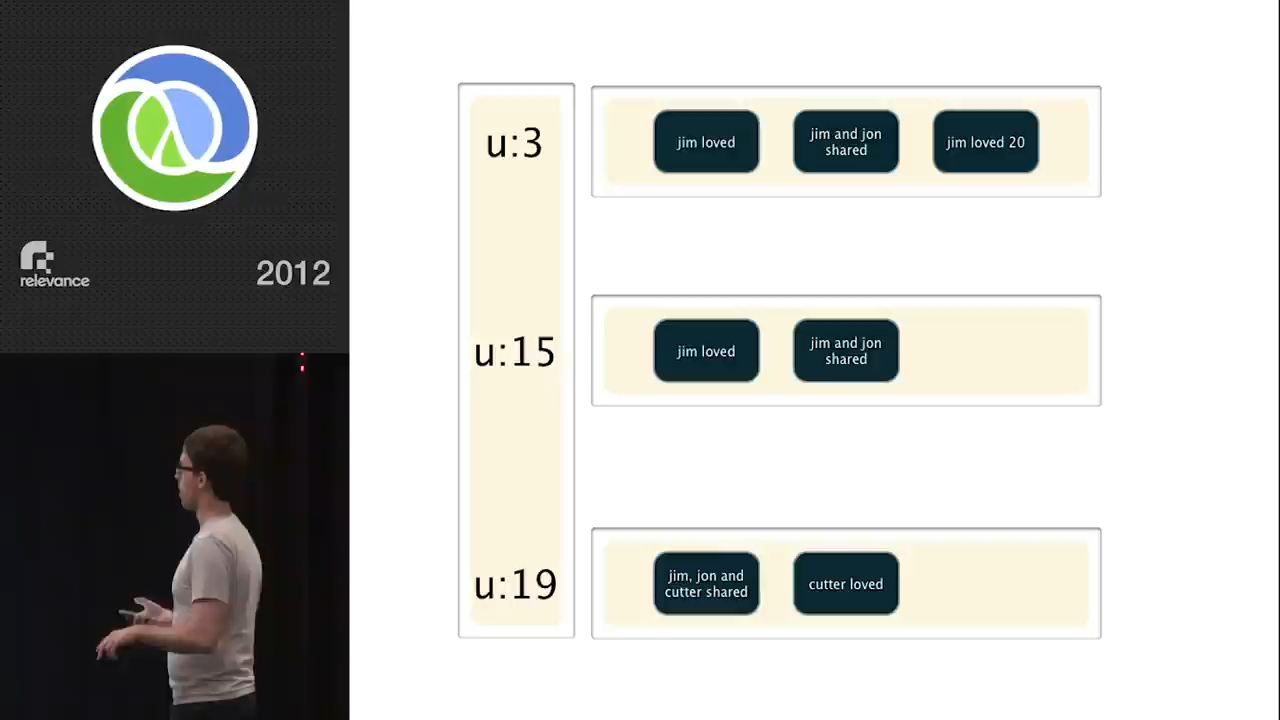 relevance
2012
u:3
jim loved
jim and jon
shared
jim loved 20
u:15
jim loved
jim and jon
shared
u:19
jim, jon and
cutter shared
cutter loved